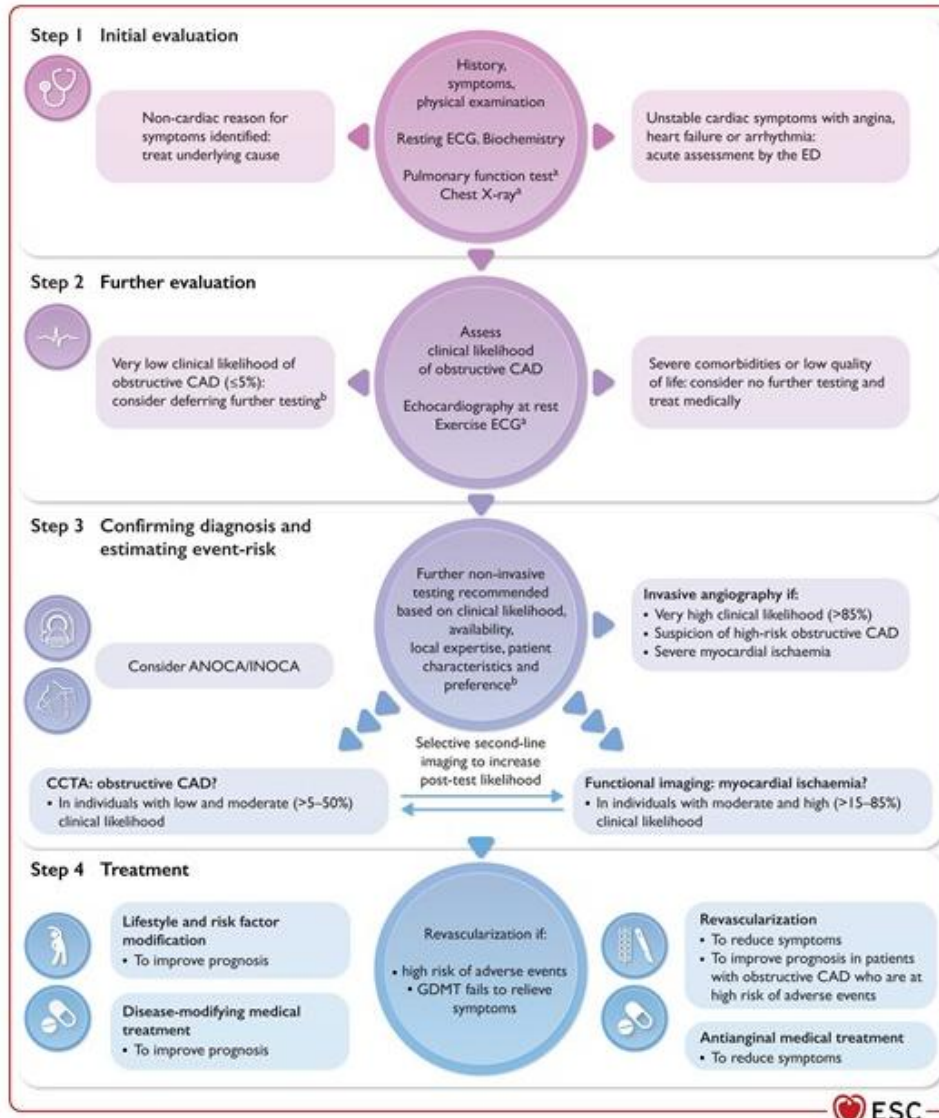 Step 1 Initial evaluation
History,
symptoms,
physical examination
Resting ECG, Biochemistry
Pulmonary function testᵃ
Chest X-rayᵃ
Non-cardiac reason for
symptoms identified:
treat underlying cause
Unstable cardiac symptoms with angina,
heart failure or arrhythmia:
acute assessment by the ED
Step 2 Further evaluation
Assess
clinical likelihood
of obstructive CAD
Echocardiography at rest
Exercise ECGᵃ
Very low clinical likelihood of
obstructive CAD (≤5%):
consider deferring further testingᵇ
Severe comorbidities or low quality
of life: consider no further testing and
treat medically
Step 3 Confirming diagnosis and
estimating event-risk
Further non-invasive
testing recommended
based on clinical likelihood,
availability,
local expertise, patient
characteristics and
preferenceᵇ
Consider ANOCA/INOCA
Invasive angiography if:
• Very high clinical likelihood (>85%)
• Suspicion of high-risk obstructive CAD
• Severe myocardial ischaemia
Selective second-line
imaging to increase
post-test likelihood
CCTA: obstructive CAD?
• In individuals with low and moderate (>5–50%)
clinical likelihood
Functional imaging: myocardial ischaemia?
• In individuals with moderate and high (>15–85%)
clinical likelihood
Step 4 Treatment
Lifestyle and risk factor
modification
• To improve prognosis
Disease-modifying medical
treatment
• To improve prognosis
Revascularization if:
• high risk of adverse events
• GDMT fails to relieve
symptoms
Revascularization
• To reduce symptoms
• To improve prognosis in patients
with obstructive CAD who are at
high risk of adverse events
Antianginal medical treatment
• To reduce symptoms
ESC